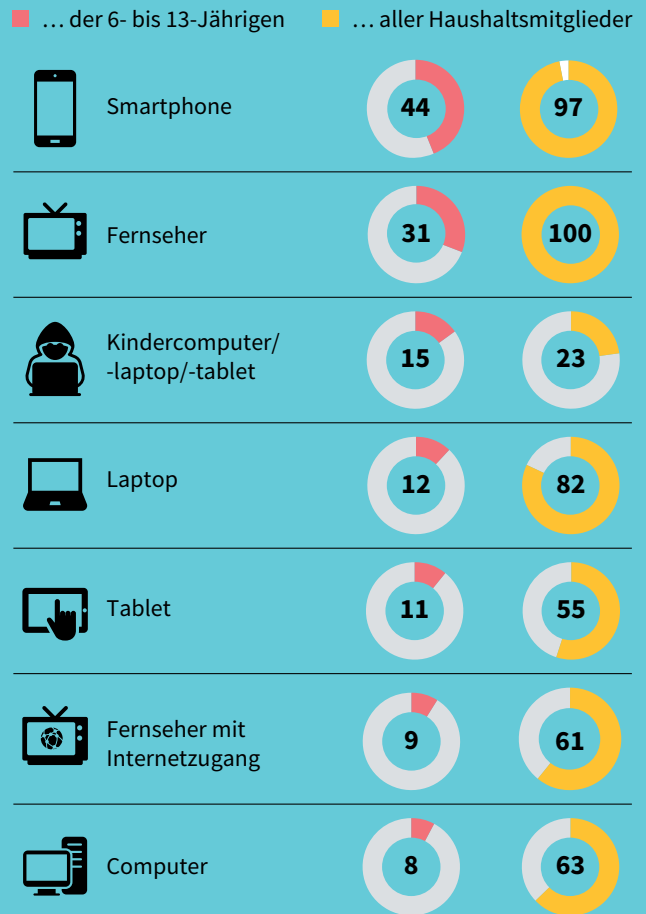 … der 6- bis 13-Jährigen … aller Haushaltsmitglieder
Smartphone 44 97
Fernseher 31 100
Kindercomputer/
-laptop/-tablet 15 23
Laptop 12 82
Tablet 11 55
Fernseher mit
Internetzugang 9 61
Computer 8 63